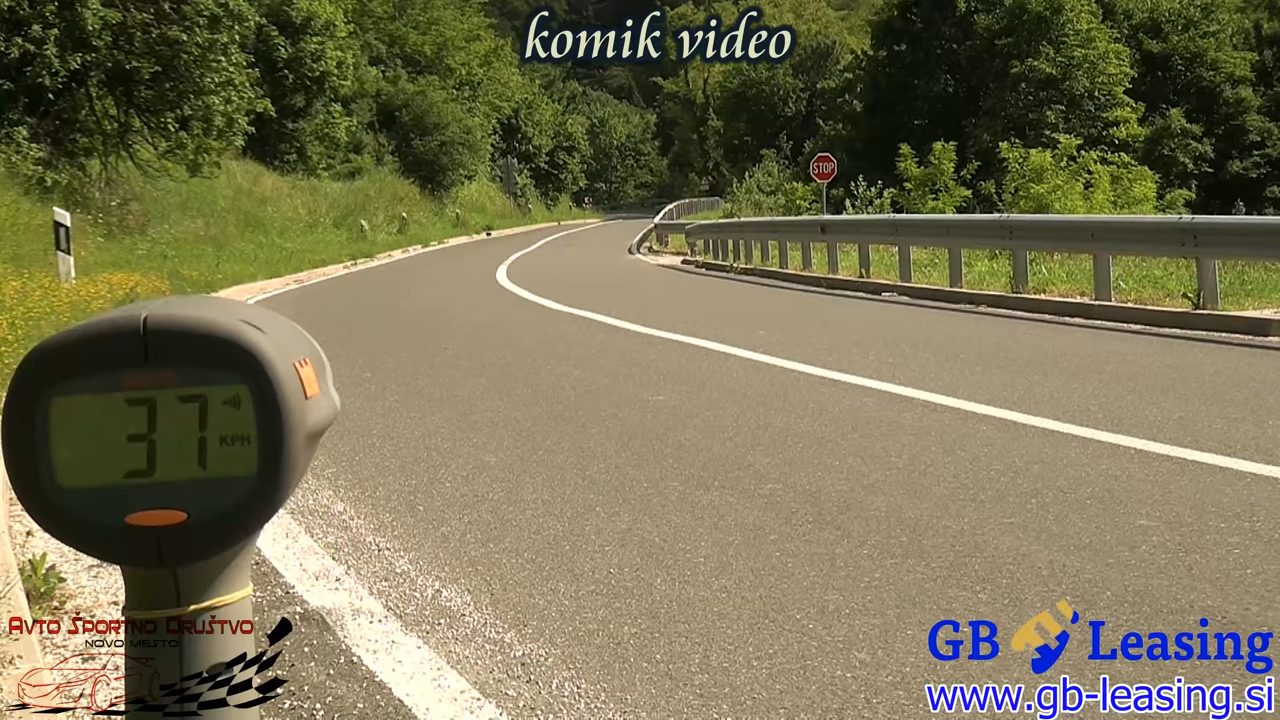 komik video
STOP
37
KPH
AVTO ŠPORTNO DRUŠTVO
NOVO MESTO
GB Leasing
www.gb-leasing.si